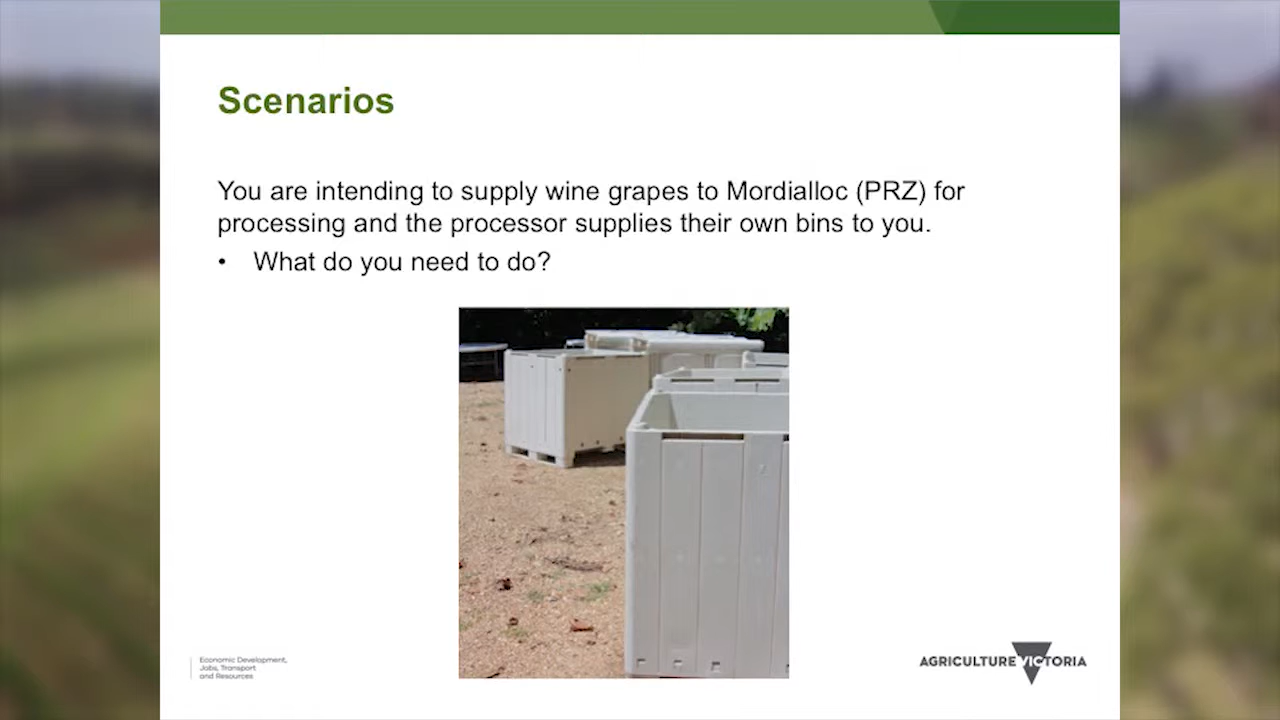 Scenarios
You are intending to supply wine grapes to Mordialloc (PRZ) for
processing and the processor supplies their own bins to you.
• What do you need to do?
Economic Development,
Jobs, Transport
and Resources
AGRICULTURE VICTORIA